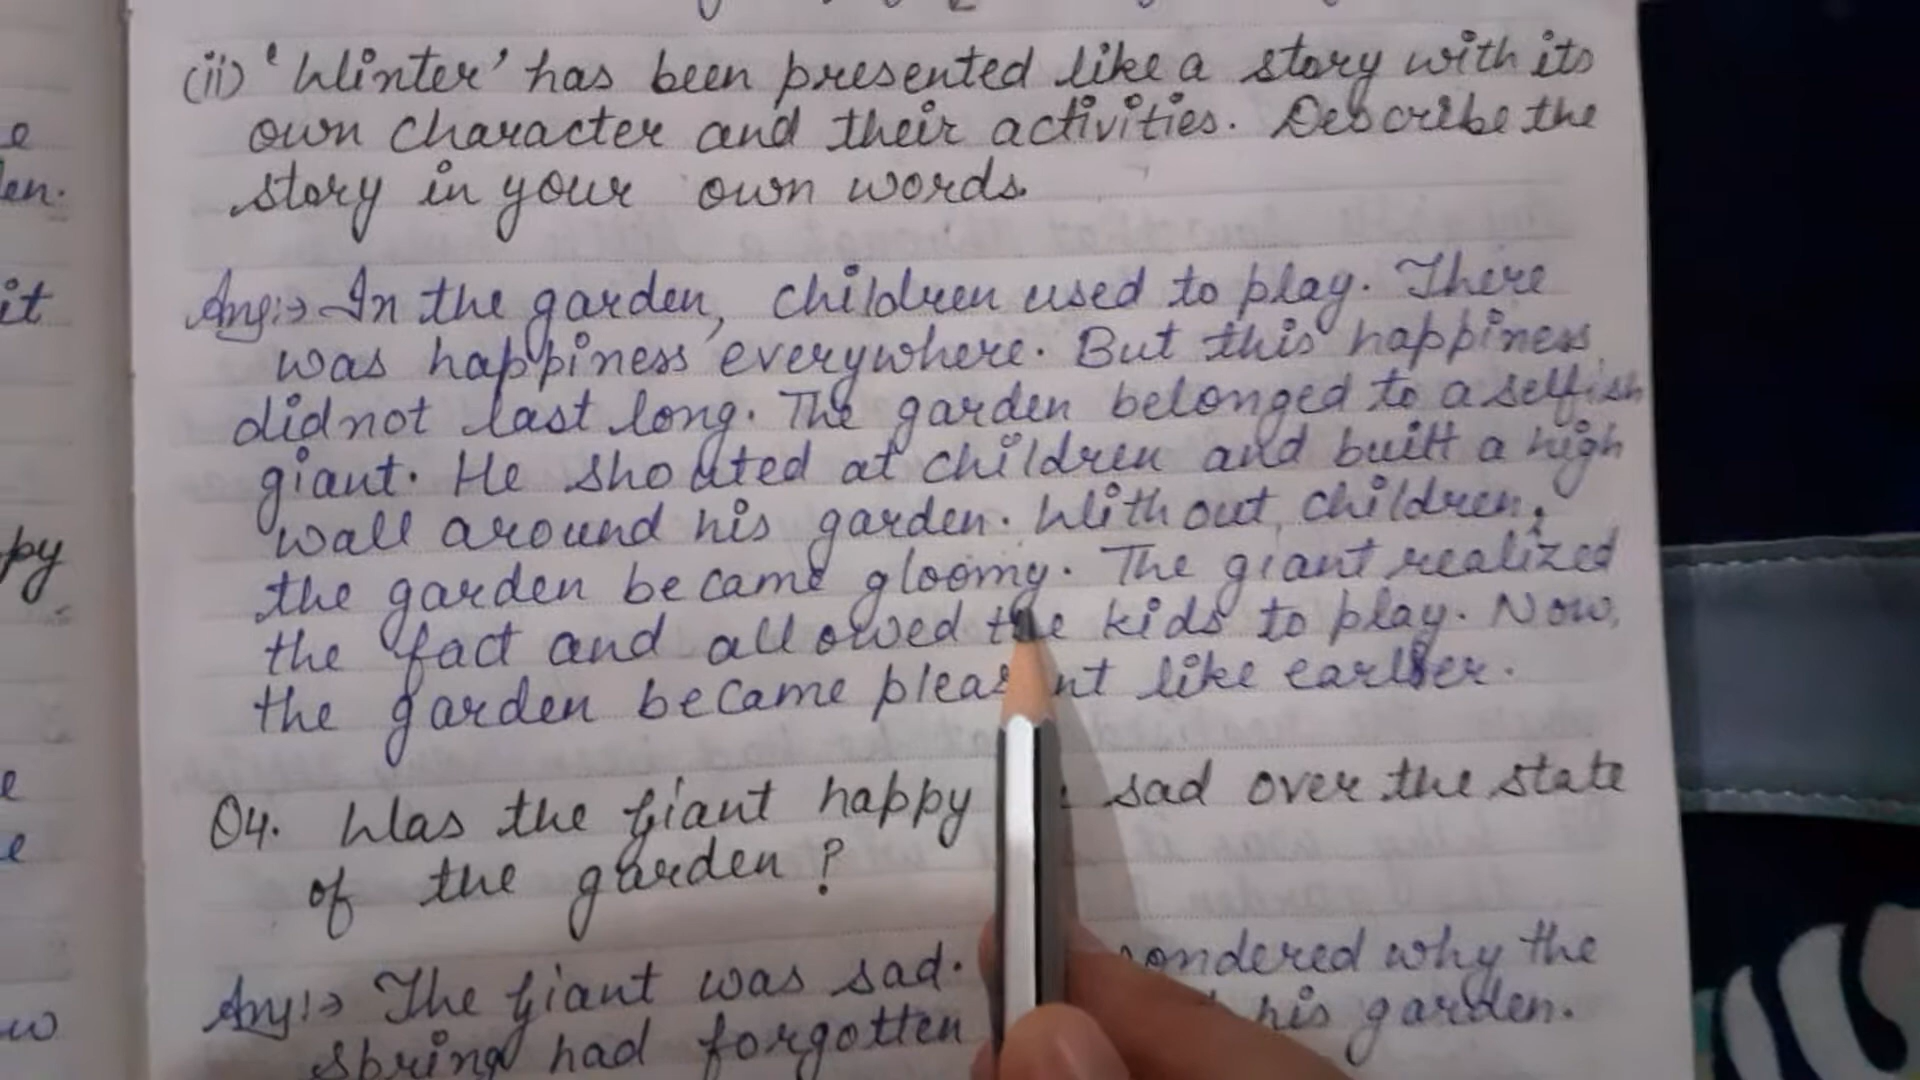 e
en.
it
py
e
e
w
(ii) 'Winter' has been presented like a story with its
own character and their activities. Describe the
story in your own words.
Ans:→ In the garden, children used to play. There
was happiness everywhere. But this happiness
did not last long. The garden belonged to a selfish
giant. He shouted at children and built a high
wall around his garden. Without children,
the garden became gloomy. The giant realized
the fact and allowed the kids to play. Now,
the garden became pleasant like earlier.
Q4. Was the giant happy sad over the state
of the garden?
Ans:→ The giant was sad. wondered why the
spring had forgotten his garden.